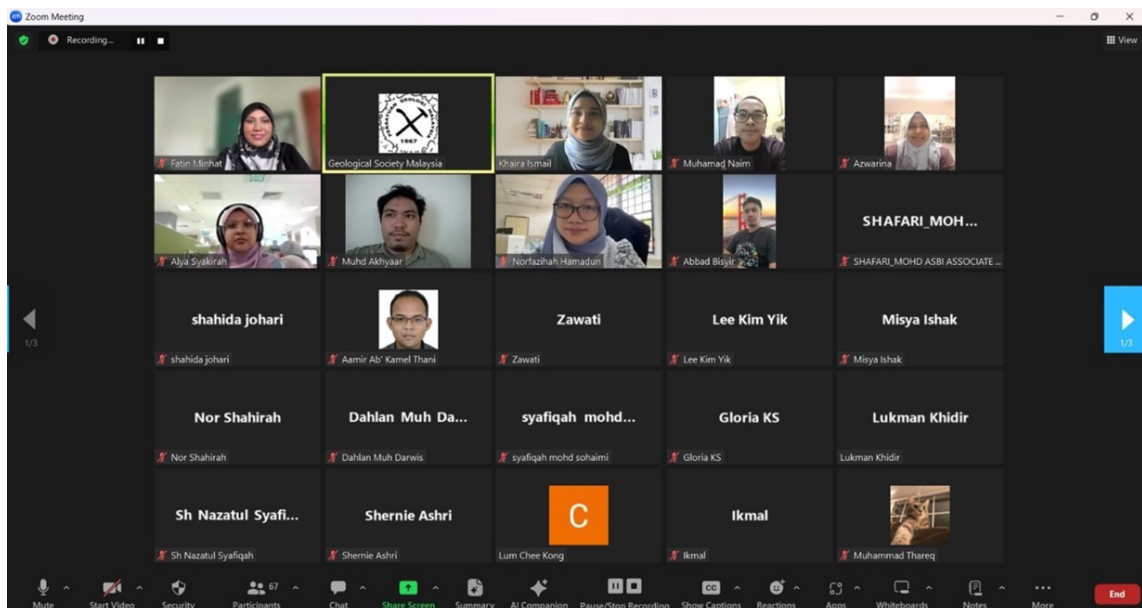 Zoom Meeting
Recording...
View
Fatin Minhat
PERSATUAN GEOLOGI MALAYSIA
1967
Geological Society Malaysia
Khaira Ismail
Muhamad Naim
Azwarina
Alya Syakirah
Muhd Akhyaar
Norfazihah Hamadun
Abbad Bisyir
SHAFARI_MOH...
SHAFARI_MOHD ASBI ASSOCIATE ...
shahida johari
shahida johari
Aamir Ab' Kamel Thani
Zawati
Zawati
Lee Kim Yik
Lee Kim Yik
Misya Ishak
Misya Ishak
1/3
1/3
Nor Shahirah
Nor Shahirah
Dahlan Muh Da...
Dahlan Muh Darwis
syafiqah mohd...
syafiqah mohd sohaimi
Gloria KS
Gloria KS
Lukman Khidir
Lukman Khidir
Sh Nazatul Syafi...
Sh Nazatul Syafiqah
Shernie Ashri
Shernie Ashri
C
Lum Chee Kong
Ikmal
Ikmal
Muhammad Thareq
Mute
Start Video
Security
Participants
67
Chat
Share Screen
Summary
AI Companion
Pause/Stop Recording
CC
Show Captions
Reactions
Apps
Whiteboards
Notes
More
End